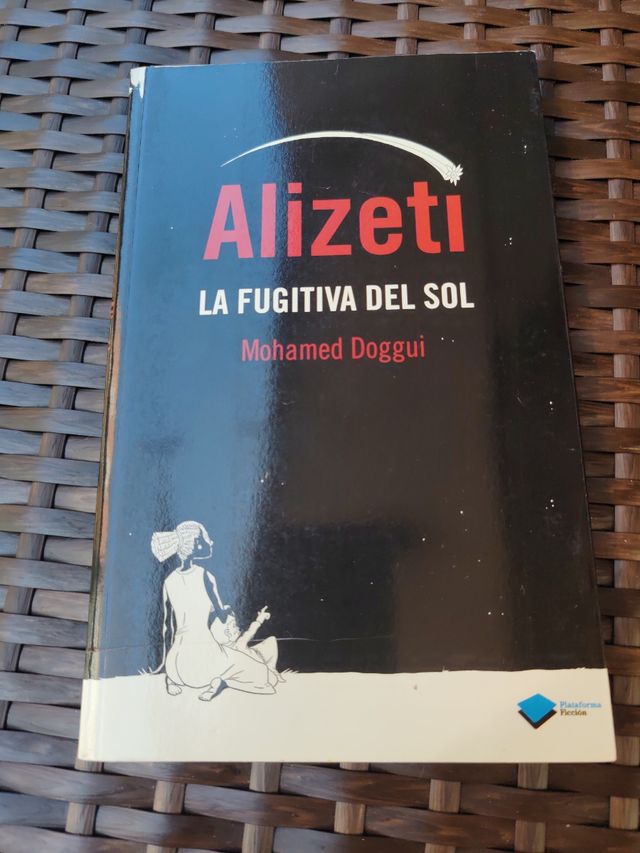 Alizeti
LA FUGITIVA DEL SOL
Mohamed Doggui
Plataforma
Ficción